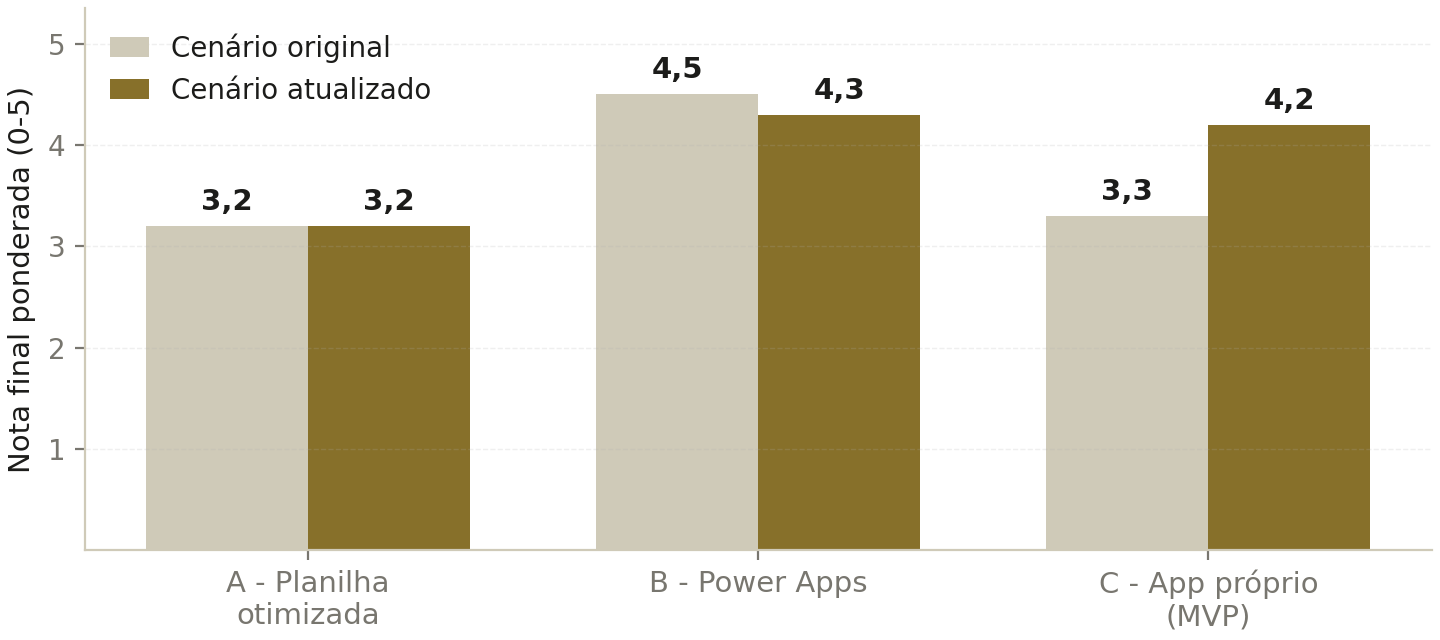 Nota final ponderada (0-5)
5
4
3
2
1
Cenário original
Cenário atualizado
3,2
3,2
4,5
4,3
3,3
4,2
A - Planilha
otimizada
B - Power Apps
C - App próprio
(MVP)